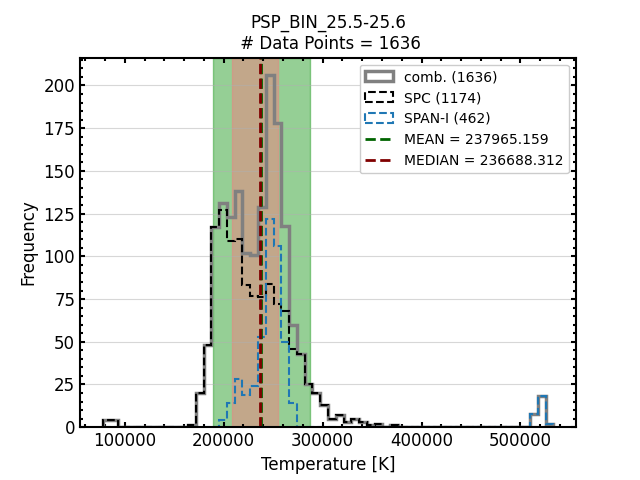 PSP_BIN_25.5-25.6
# Data Points = 1636
comb. (1636)
SPC (1174)
SPAN-I (462)
MEAN = 237965.159
MEDIAN = 236688.312
Frequency
200
175
150
125
100
75
50
25
0
100000 200000 300000 400000 500000
Temperature [K]